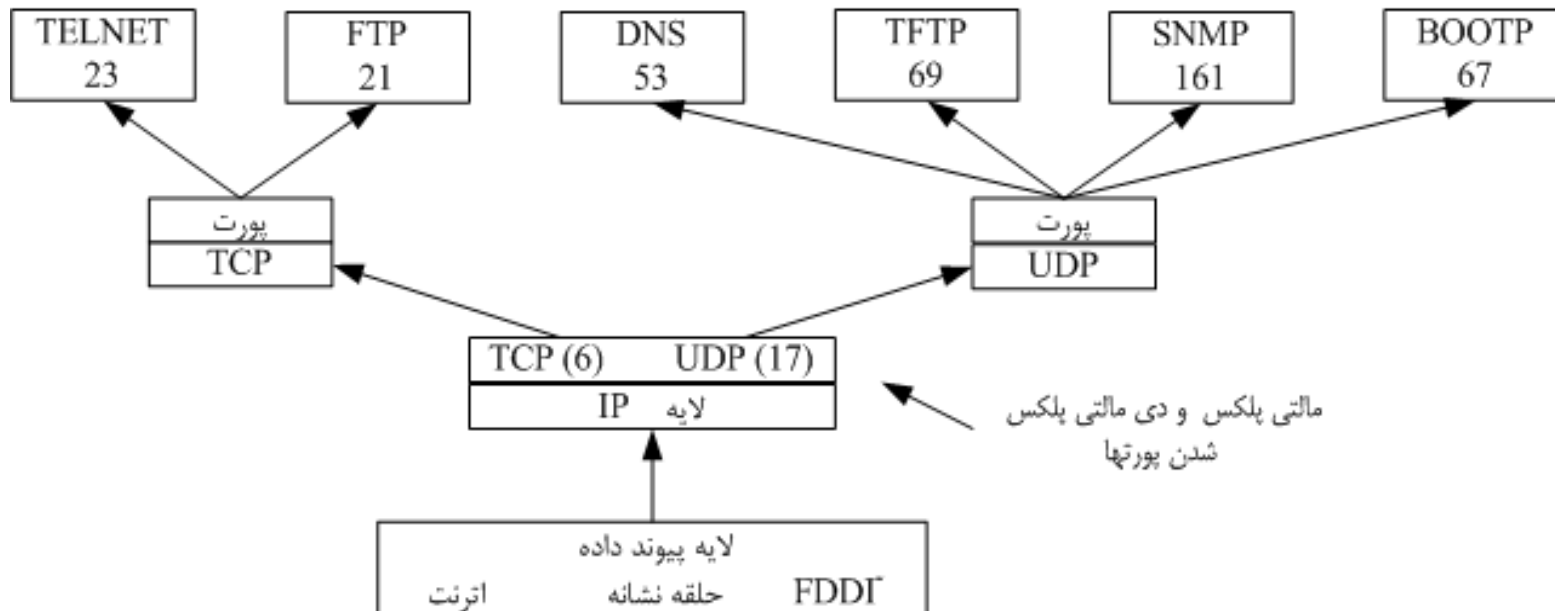 TELNET
23
FTP
21
DNS
53
TFTP
69
SNMP
161
BOOTP
67
پورت
TCP
پورت
UDP
TCP (6) UDP (17)
لایه IP
مالتی پلکس و دی مالتی پلکس
شدن پورتها
لایه پیوند داده
اترنت حلقه نشانه FDDI